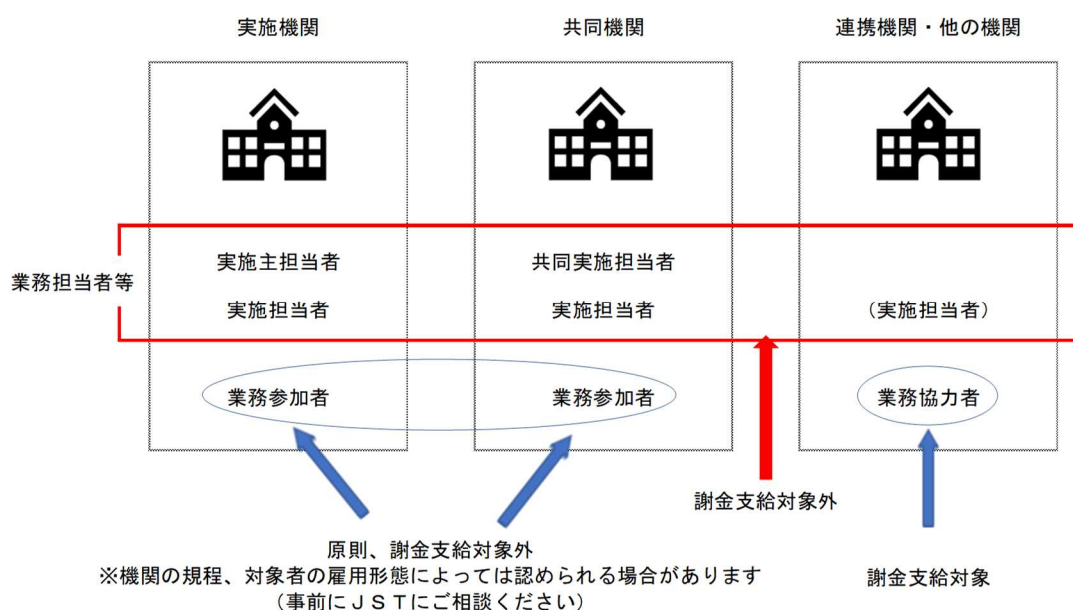 実施機関
共同機関
連携機関・他の機関
業務担当者等
実施主担当者
共同実施担当者
実施担当者
実施担当者
(実施担当者)
業務参加者
業務参加者
業務協力者
謝金支給対象外
原則、謝金支給対象外
※機関の規程、対象者の雇用形態によっては認められる場合があります
(事前にJSTにご相談ください)
謝金支給対象